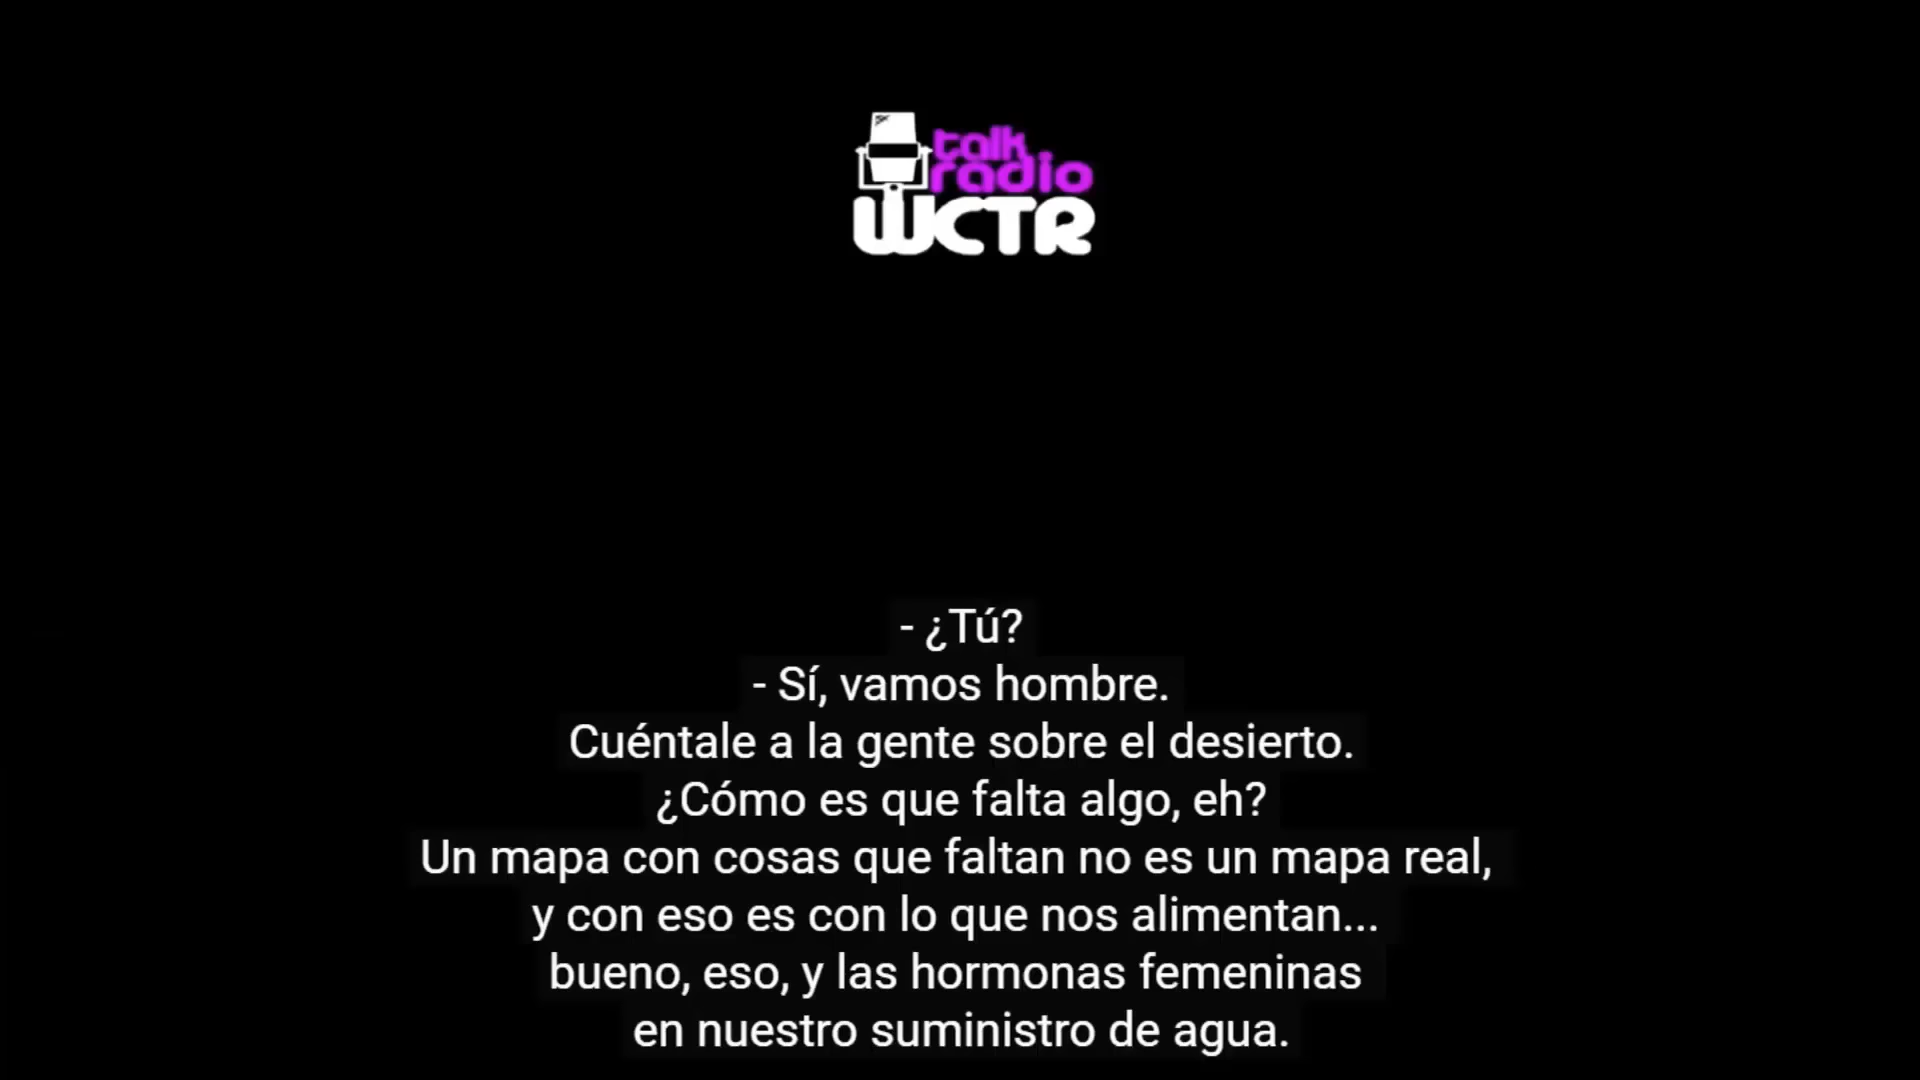 talk
radio
WCTR
- ¿Tú?
- Sí, vamos hombre.
Cuéntale a la gente sobre el desierto.
¿Cómo es que falta algo, eh?
Un mapa con cosas que faltan no es un mapa real,
y con eso es con lo que nos alimentan...
bueno, eso, y las hormonas femeninas
en nuestro suministro de agua.